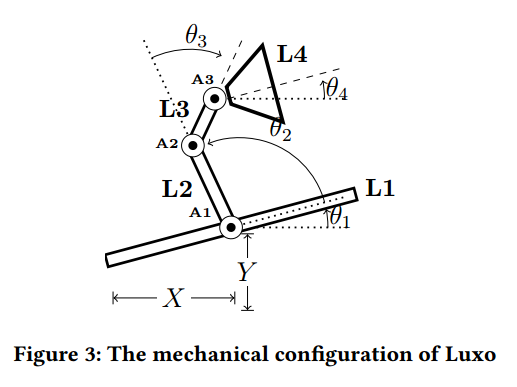 θ3
L4
A3
θ4
L3
θ2
A2
L2
L1
A1
θ1
Y
X
Figure 3: The mechanical configuration of Luxo